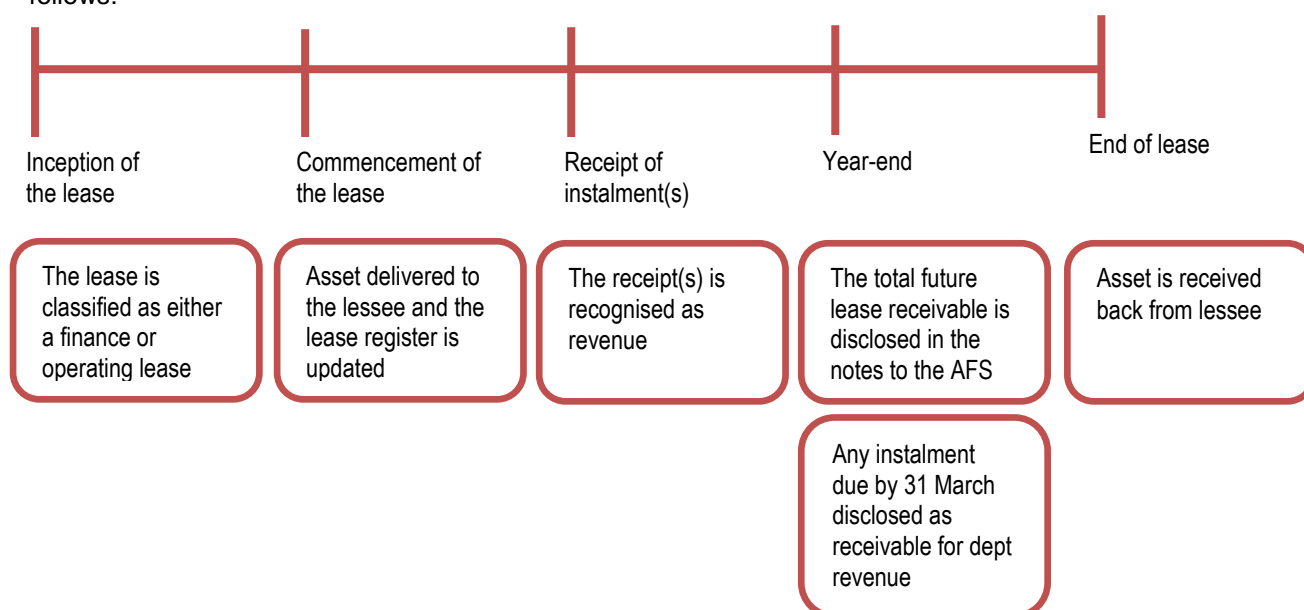 follows:
Inception of
the lease
Commencement of
the lease
Receipt of
instalment(s)
Year-end
End of lease
The lease is
classified as either
a finance or
operating lease
Asset delivered to
the lessee and the
lease register is
updated
The receipt(s) is
recognised as
revenue
The total future
lease receivable is
disclosed in the
notes to the AFS
Asset is received
back from lessee
Any instalment
due by 31 March
disclosed as
receivable for dept
revenue